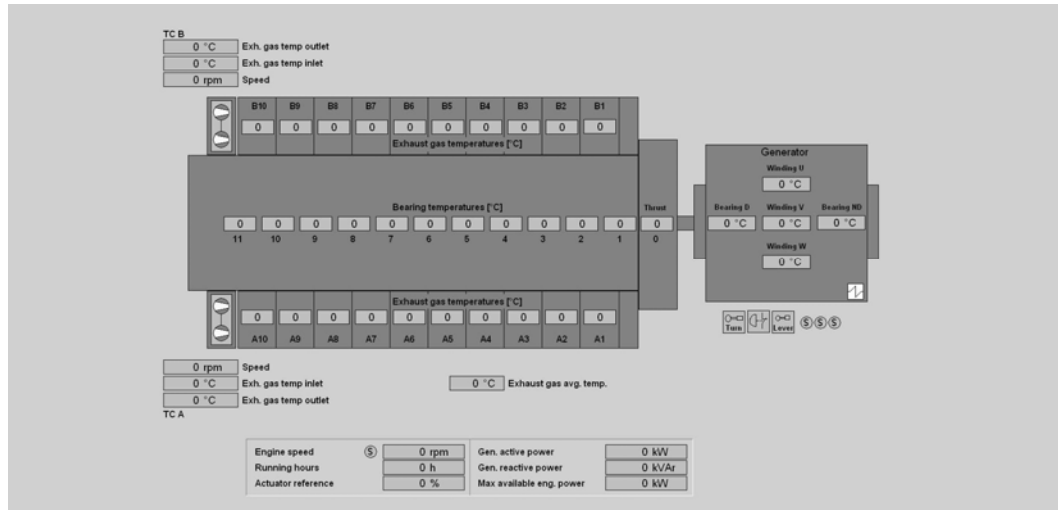 TC B
0 °C Exh. gas temp outlet
0 °C Exh. gas temp inlet
0 rpm Speed
B10 B9 B8 B7 B6 B5 B4 B3 B2 B1
0 0 0 0 0 0 0 0 0 0
Exhaust gas temperatures [°C]
Generator
Winding U
0 °C
Bearing temperatures [°C] Thrust
Bearing D Winding V Bearing ND
0 0 0 0 0 0 0 0 0 0 0 0
0 °C 0 °C 0 °C
11 10 9 8 7 6 5 4 3 2 1 0
Winding W
0 °C
Exhaust gas temperatures [°C]
0 0 0 0 0 0 0 0 0 0
A10 A9 A8 A7 A6 A5 A4 A3 A2 A1
Turn Lever S S S
0 rpm Speed
0 °C Exh. gas temp inlet
0 °C Exhaust gas avg. temp.
0 °C Exh. gas temp outlet
TC A
Engine speed S 0 rpm Gen. active power 0 kW
Running hours 0 h Gen. reactive power 0 kVAr
Actuator reference 0 % Max available eng. power 0 kW